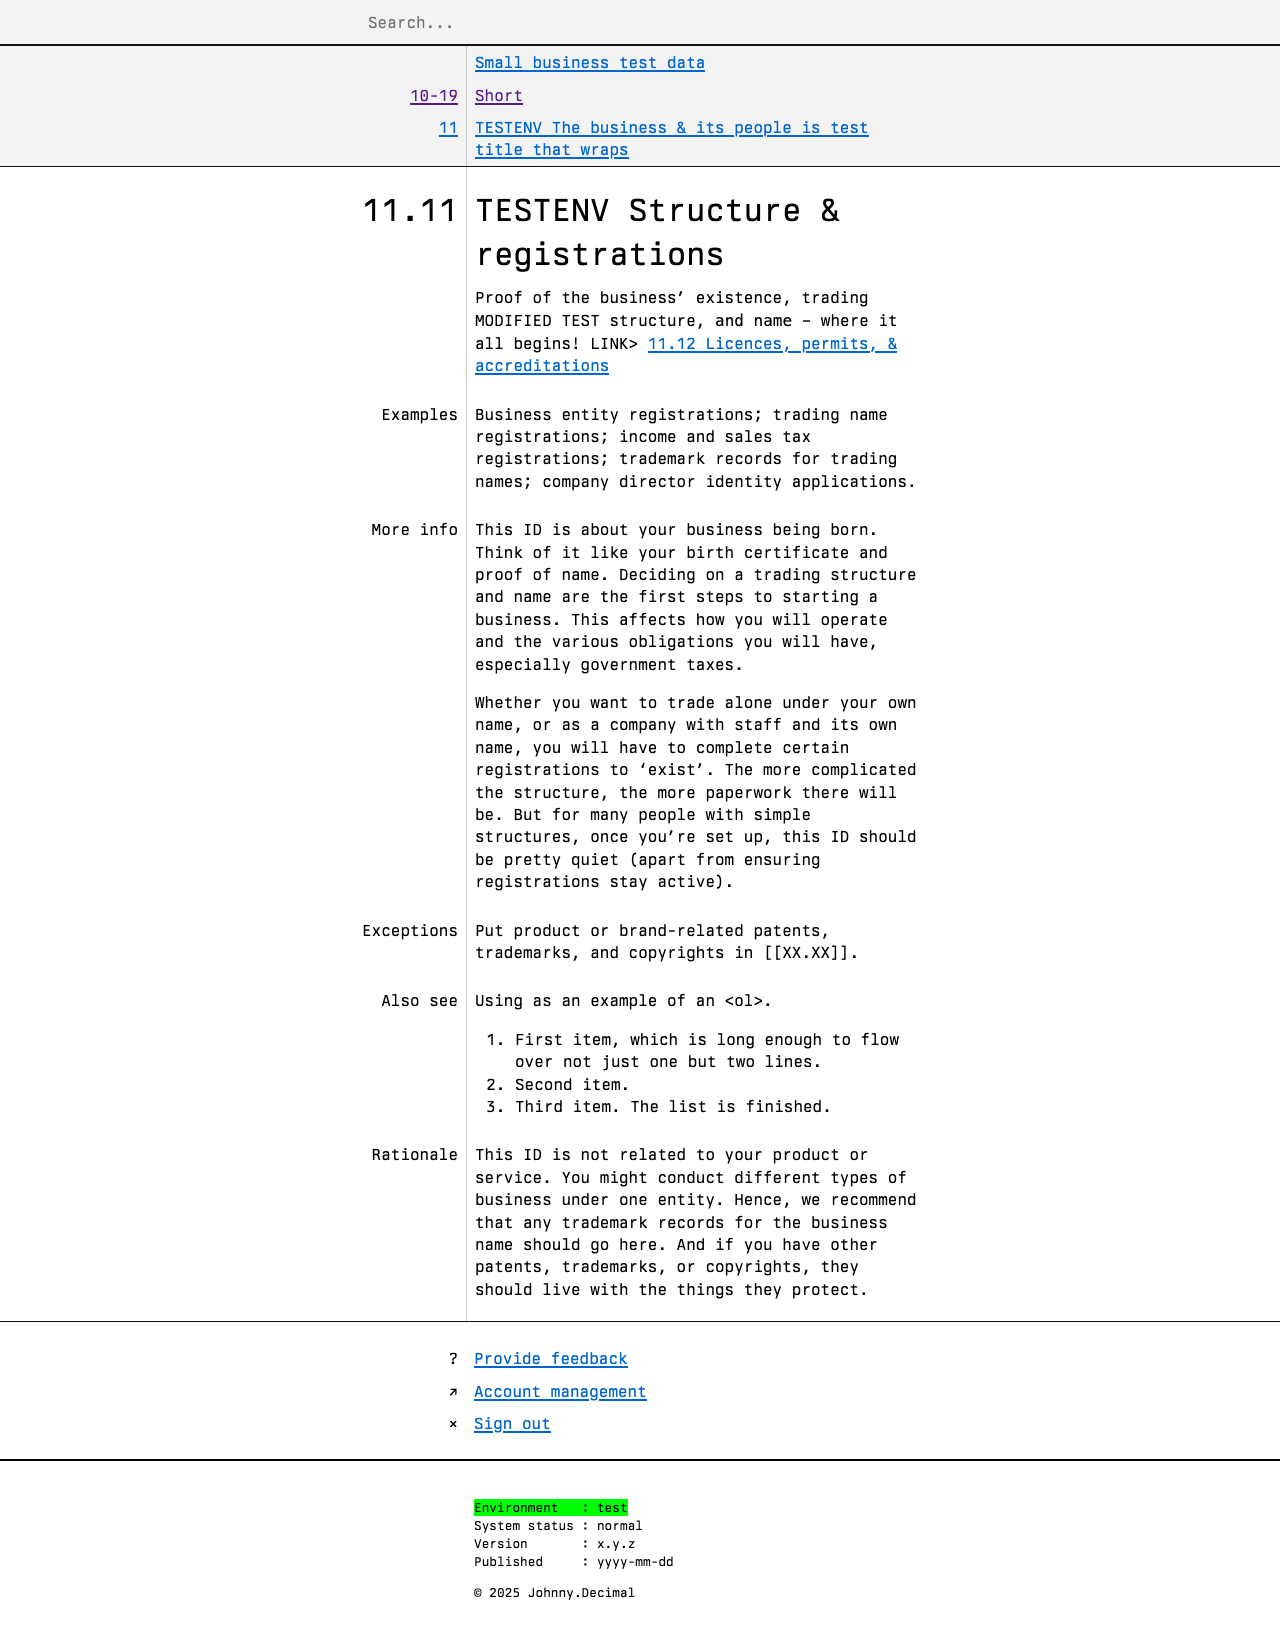 Search...
Small business test data
10-19 Short
11 TESTENV The business & its people is test
title that wraps
11.11 TESTENV Structure &
registrations
Proof of the business’ existence, trading
MODIFIED TEST structure, and name – where it
all begins! LINK> 11.12 Licences, permits, &
accreditations
Examples Business entity registrations; trading name
registrations; income and sales tax
registrations; trademark records for trading
names; company director identity applications.
More info This ID is about your business being born.
Think of it like your birth certificate and
proof of name. Deciding on a trading structure
and name are the first steps to starting a
business. This affects how you will operate
and the various obligations you will have,
especially government taxes.
Whether you want to trade alone under your own
name, or as a company with staff and its own
name, you will have to complete certain
registrations to ‘exist’. The more complicated
the structure, the more paperwork there will
be. But for many people with simple
structures, once you’re set up, this ID should
be pretty quiet (apart from ensuring
registrations stay active).
Exceptions Put product or brand-related patents,
trademarks, and copyrights in [[XX.XX]].
Also see Using as an example of an <ol>.
1. First item, which is long enough to flow
over not just one but two lines.
2. Second item.
3. Third item. The list is finished.
Rationale This ID is not related to your product or
service. You might conduct different types of
business under one entity. Hence, we recommend
that any trademark records for the business
name should go here. And if you have other
patents, trademarks, or copyrights, they
should live with the things they protect.
? Provide feedback
↗ Account management
× Sign out
Environment : test
System status : normal
Version : x.y.z
Published : yyyy-mm-dd
© 2025 Johnny.Decimal